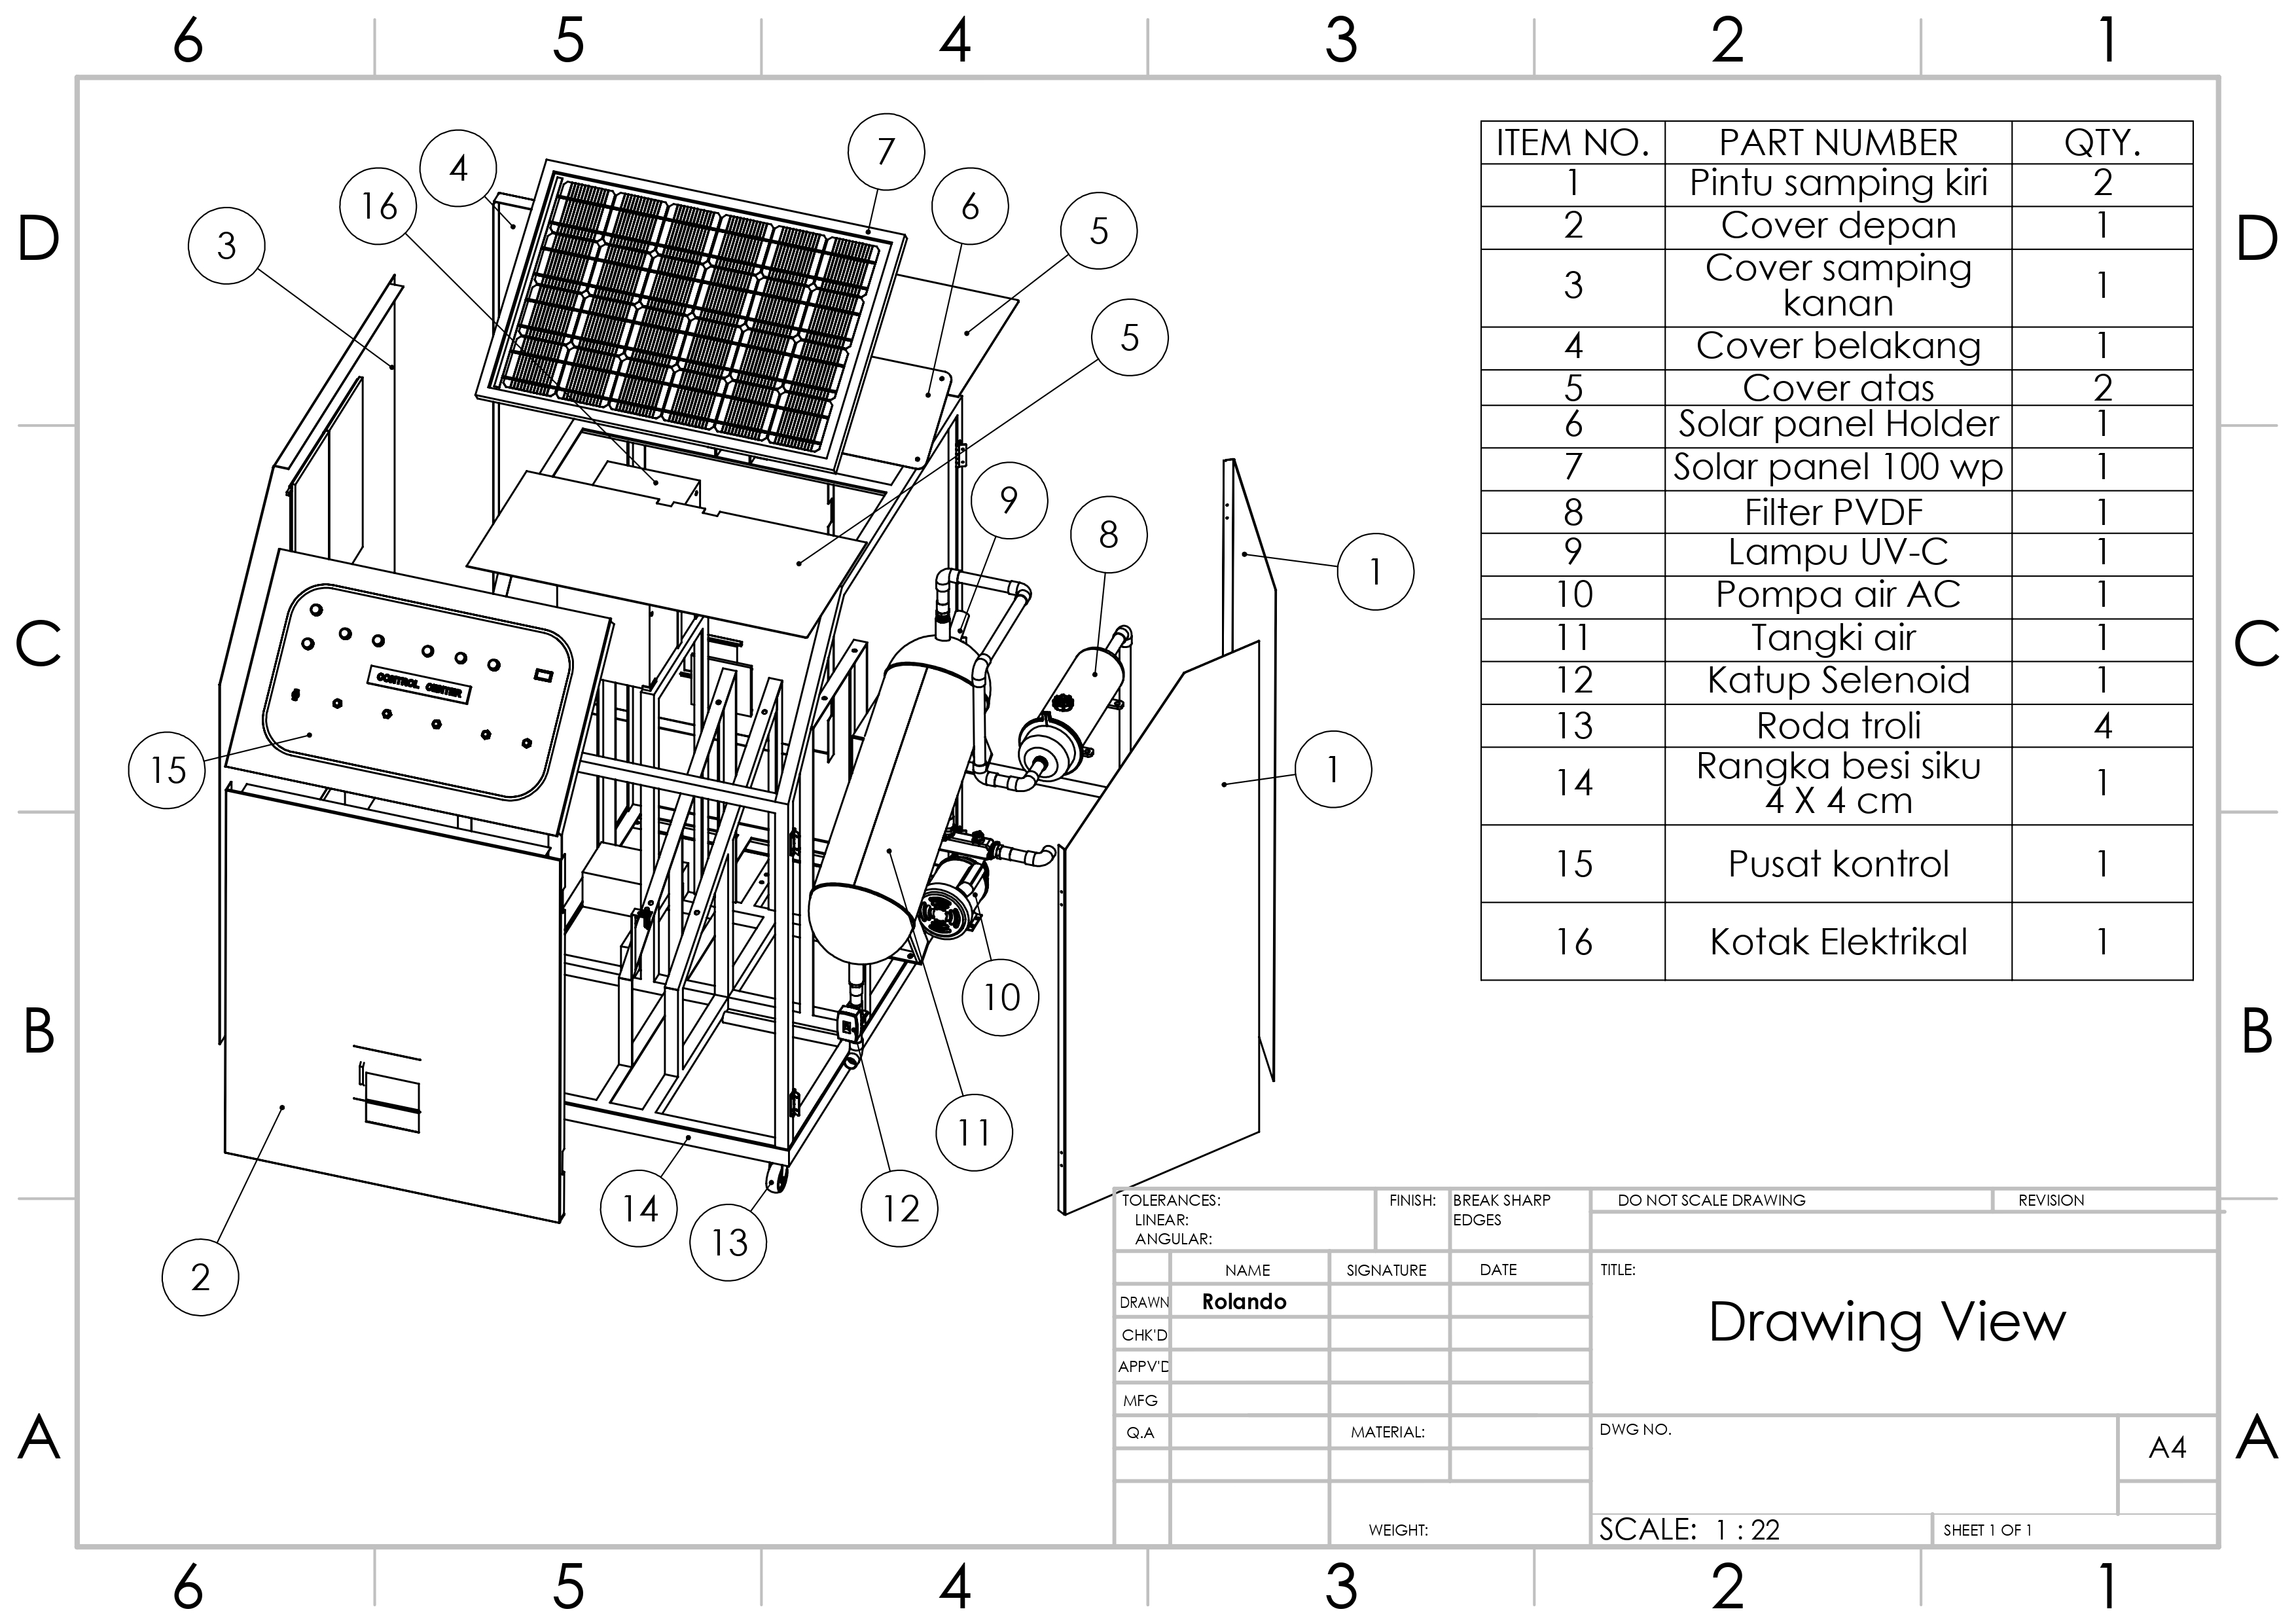 6 5 4 3 2 1
D D
C C
B B
A A
6 5 4 3 2 1
4
7
16
6
3
5
5
9
8
1
15
1
10
11
14
12
13
2
CONTROL CENTER
ITEM NO. PART NUMBER QTY.
1 Pintu samping kiri 2
2 Cover depan 1
3 Cover samping kanan 1
4 Cover belakang 1
5 Cover atas 2
6 Solar panel Holder 1
7 Solar panel 100 wp 1
8 Filter PVDF 1
9 Lampu UV-C 1
10 Pompa air AC 1
11 Tangki air 1
12 Katup Selenoid 1
13 Roda troli 4
14 Rangka besi siku 4 X 4 cm 1
15 Pusat kontrol 1
16 Kotak Elektrikal 1
TOLERANCES:
LINEAR:
ANGULAR:
FINISH:
BREAK SHARP
EDGES
DO NOT SCALE DRAWING
REVISION
NAME SIGNATURE DATE
DRAWN Rolando
CHK'D
APPV'D
MFG
Q.A
MATERIAL:
WEIGHT:
TITLE:
Drawing View
DWG NO.
A4
SCALE: 1 : 22
SHEET 1 OF 1